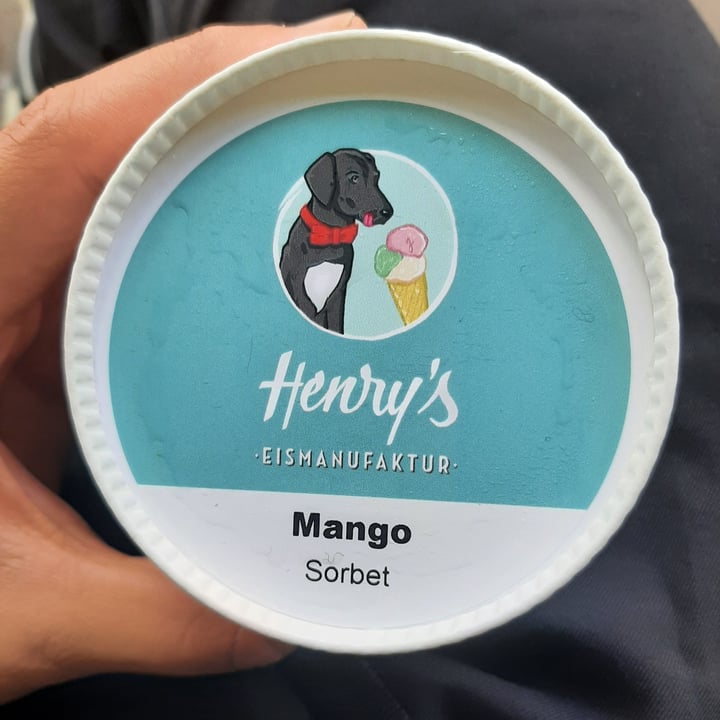 Henry's
·EISMANUFAKTUR·
Mango
Sorbet